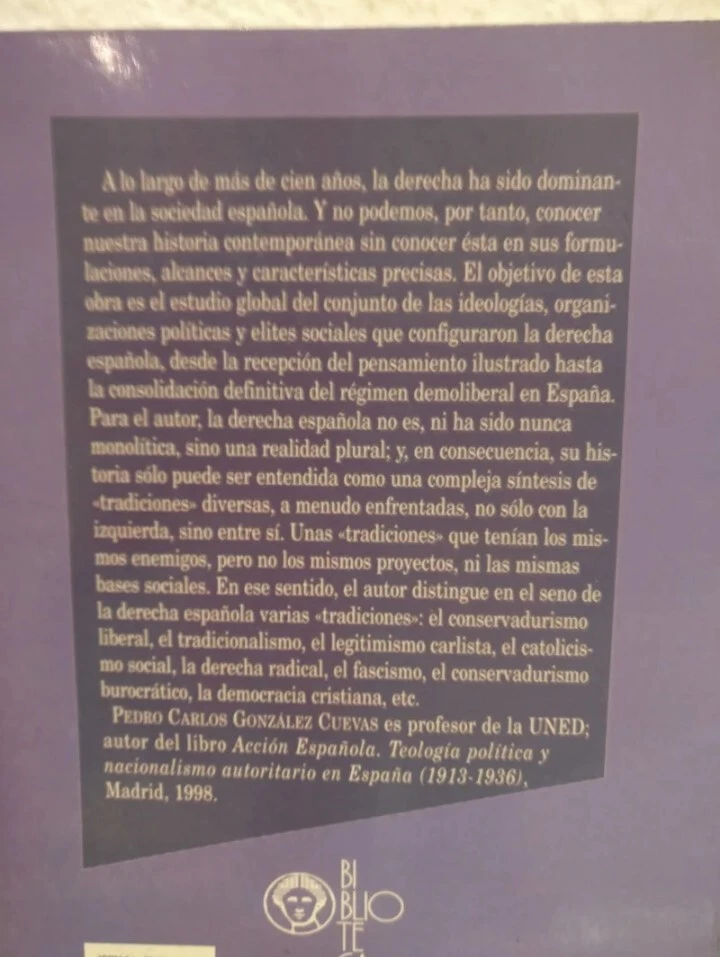 A lo largo de más de cien años, la derecha ha sido dominan-
te en la sociedad española. Y no podemos, por tanto, conocer
nuestra historia contemporánea sin conocer ésta en sus formu-
laciones, alcances y características precisas. El objetivo de esta
obra es el estudio global del conjunto de las ideologías, organi-
zaciones políticas y elites sociales que configuraron la derecha
española, desde la recepción del pensamiento ilustrado hasta
la consolidación definitiva del régimen demoliberal en España.
Para el autor, la derecha española no es, ni ha sido nunca
monolítica, sino una realidad plural; y, en consecuencia, su his-
toria sólo puede ser entendida como una compleja síntesis de
«tradiciones» diversas, a menudo enfrentadas, no sólo con la
izquierda, sino entre sí. Unas «tradiciones» que tenían los mis-
mos enemigos, pero no los mismos proyectos, ni las mismas
bases sociales. En ese sentido, el autor distingue en el seno de
la derecha española varias «tradiciones»: el conservadurismo
liberal, el tradicionalismo, el legitimismo carlista, el catolicis-
mo social, la derecha radical, el fascismo, el conservadurismo
burocrático, la democracia cristiana, etc.
PEDRO CARLOS GONZÁLEZ CUEVAS es profesor de la UNED;
autor del libro Acción Española. Teología política y
nacionalismo autoritario en España (1913-1936),
Madrid, 1998.
BI
BLIO
TE